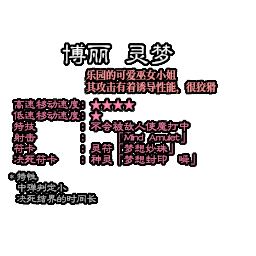 博丽 灵梦
乐园的可爱巫女小姐
其攻击有着诱导性能、很狡猾
高速移动速度：★★★★
低速移动速度：★
特技　　　　：不会被敌人使魔打中
射击　　　　：「Mind Amulet」
符卡　　　　：灵符「梦想妙珠」
决死符卡　　：神灵「梦想封印　瞬」
*特性
中弹判定小
决死结界的时间长